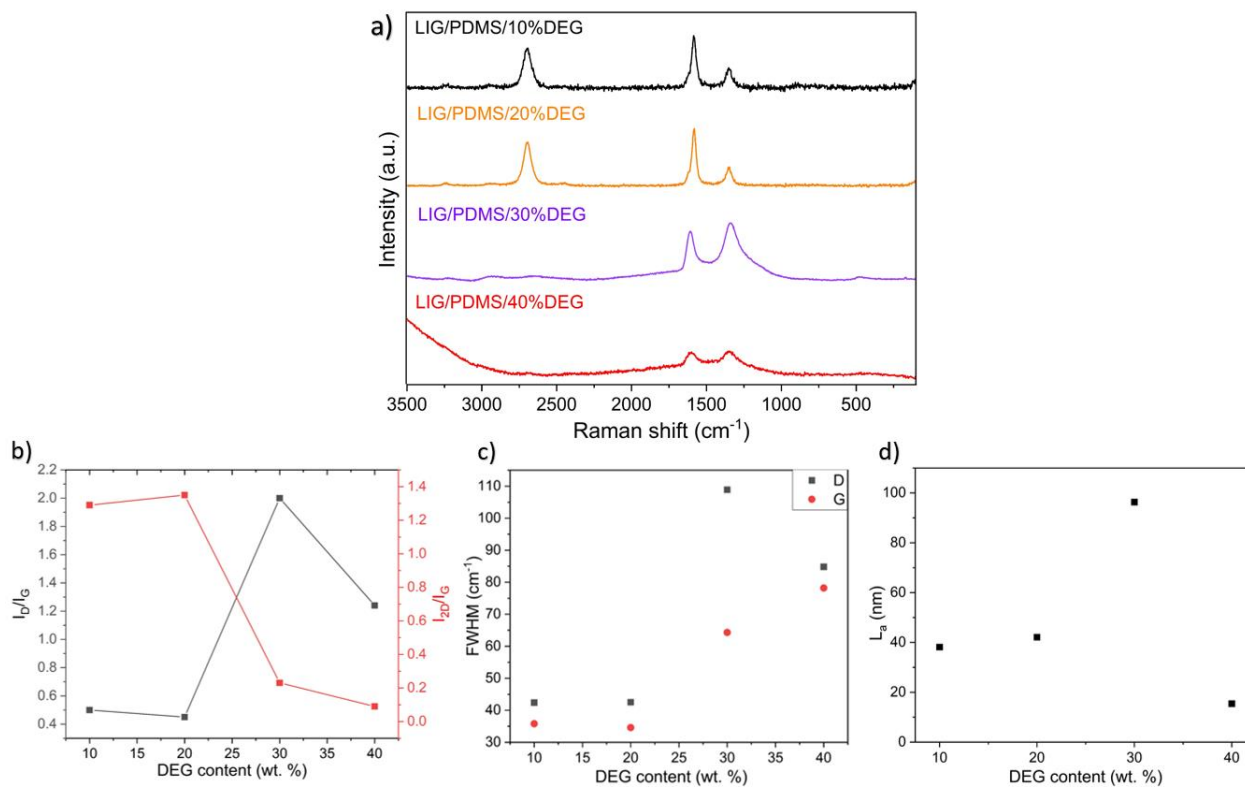 a)
LIG/PDMS/10%DEG
LIG/PDMS/20%DEG
LIG/PDMS/30%DEG
LIG/PDMS/40%DEG
Intensity (a.u.)
3500 3000 2500 2000 1500 1000 500
Raman shift (cm⁻¹)
b)
2.2
2.0
1.8
1.6
1.4
1.2
1.0
0.8
0.6
0.4
I_D/I_G
1.4
1.2
1.0
0.8
0.6
0.4
0.2
0.0
I_2D/I_G
10 15 20 25 30 35 40
DEG content (wt. %)
c)
D
G
110
100
90
80
70
60
50
40
30
FWHM (cm⁻¹)
10 15 20 25 30 35 40
DEG content (wt. %)
d)
100
80
60
40
20
0
L_a (nm)
10 20 30 40
DEG content (wt. %)